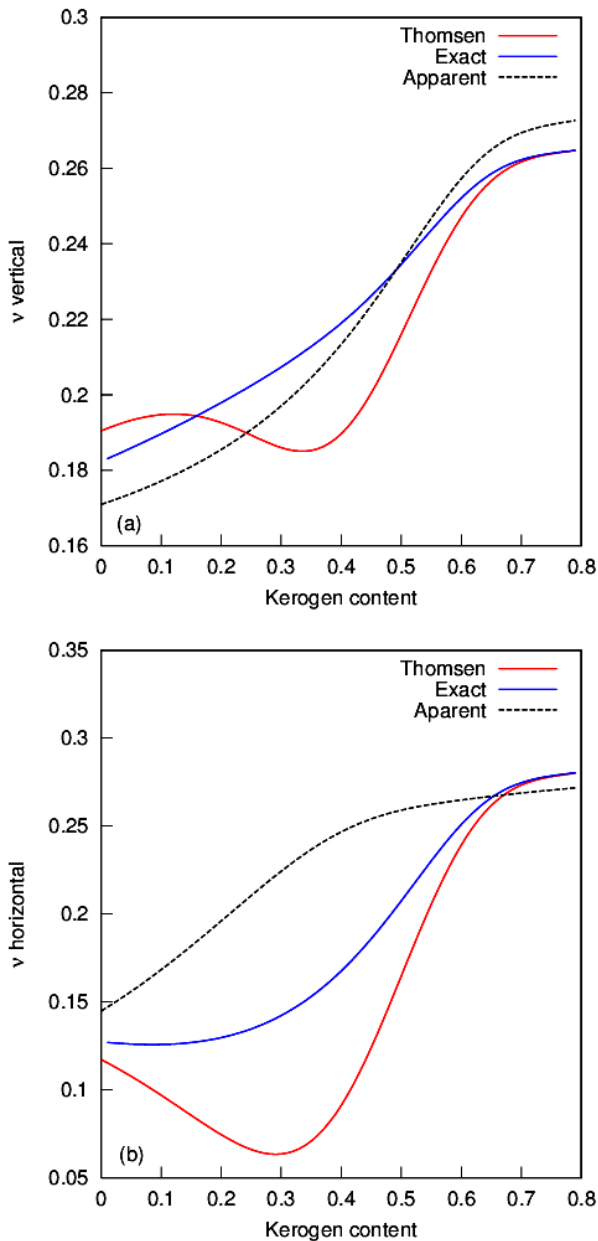 0.3
Thomsen
Exact
Apparent
0.28
0.26
0.24
ν vertical
0.22
0.2
0.18
(a)
0.16
0 0.1 0.2 0.3 0.4 0.5 0.6 0.7 0.8
Kerogen content
0.35
Thomsen
Exact
Aparent
0.3
0.25
ν horizontal
0.2
0.15
0.1
(b)
0.05
0 0.1 0.2 0.3 0.4 0.5 0.6 0.7 0.8
Kerogen content